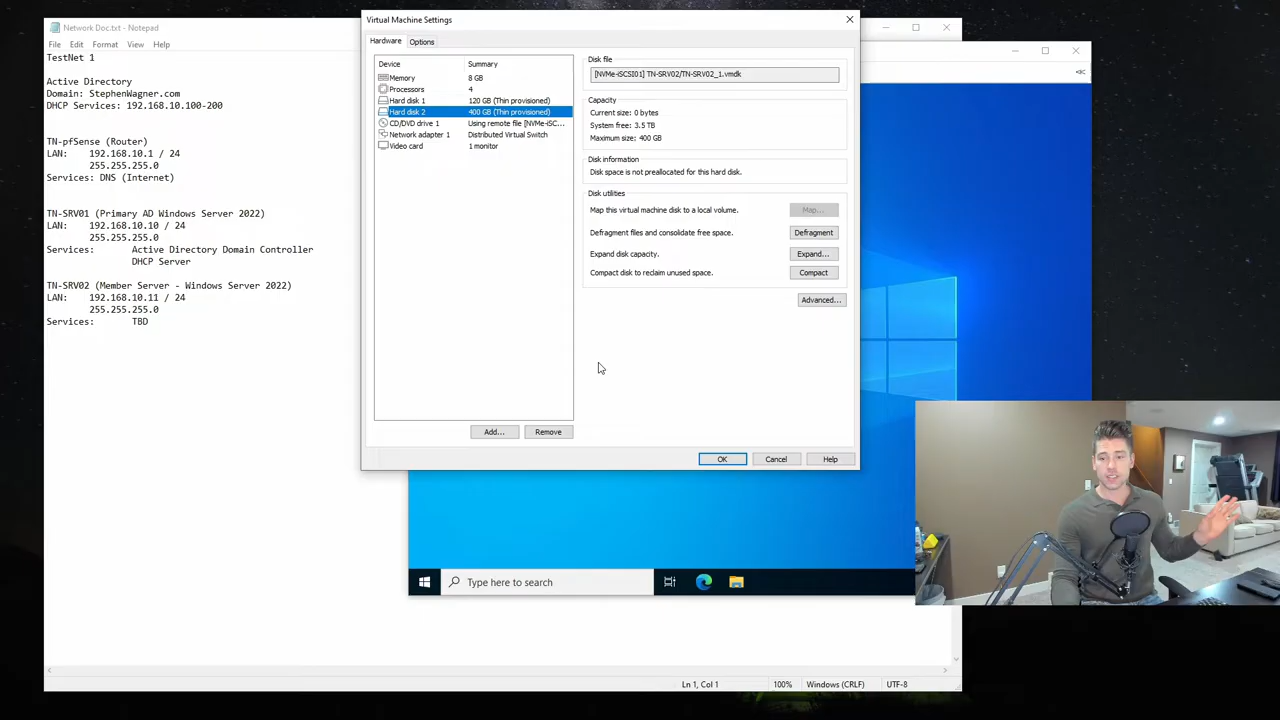 Network Doc.txt - Notepad
File Edit Format View Help
TestNet 1
Active Directory
Domain: StephenWagner.com
DHCP Services: 192.168.10.100-200
TN-pfSense (Router)
LAN: 192.168.10.1 / 24
255.255.255.0
Services: DNS (Internet)
TN-SRV01 (Primary AD Windows Server 2022)
LAN: 192.168.10.10 / 24
255.255.255.0
Services: Active Directory Domain Controller
DHCP Server
TN-SRV02 (Member Server - Windows Server 2022)
LAN: 192.168.10.11 / 24
255.255.255.0
Services: TBD
Ln 1, Col 1 100% Windows (CRLF) UTF-8
Virtual Machine Settings
Hardware Options
Device Summary
Memory 8 GB
Processors 4
Hard disk 1 120 GB (Thin provisioned)
Hard disk 2 400 GB (Thin provisioned)
CD/DVD drive 1 Using remote file [NVMe-iSC...
Network adapter 1 Distributed Virtual Switch
Video card 1 monitor
Add... Remove
Disk file
[NVMe-iSCSI01] TN-SRV02/TN-SRV02_1.vmdk
Capacity
Current size: 0 bytes
System free: 3.5 TB
Maximum size: 400 GB
Disk information
Disk space is not preallocated for this hard disk.
Disk utilities
Map this virtual machine disk to a local volume. Map...
Defragment files and consolidate free space. Defragment
Expand disk capacity. Expand...
Compact disk to reclaim unused space. Compact
Advanced...
OK Cancel Help
Type here to search